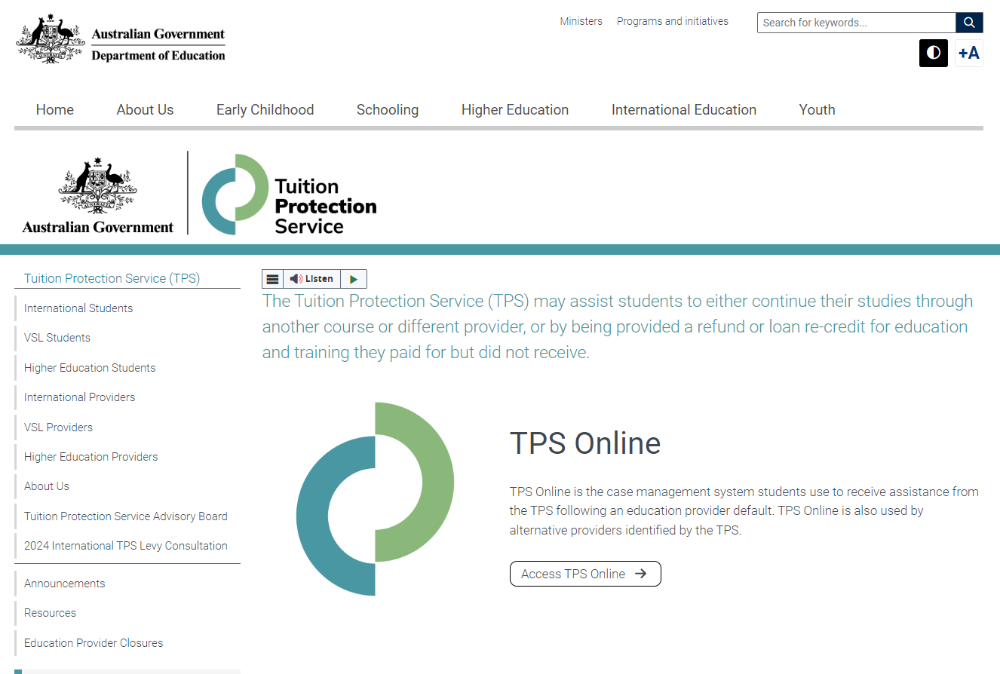 Ministers Programs and initiatives Search for keywords...
Australian Government
Department of Education
+A
Home About Us Early Childhood Schooling Higher Education International Education Youth
AUSTRALIA
Australian Government
Tuition
Protection
Service
Tuition Protection Service (TPS)
International Students
VSL Students
Higher Education Students
International Providers
VSL Providers
Higher Education Providers
About Us
Tuition Protection Service Advisory Board
2024 International TPS Levy Consultation
Announcements
Resources
Education Provider Closures
Listen
The Tuition Protection Service (TPS) may assist students to either continue their studies through
another course or different provider, or by being provided a refund or loan re-credit for education
and training they paid for but did not receive.
TPS Online
TPS Online is the case management system students use to receive assistance from
the TPS following an education provider default. TPS Online is also used by
alternative providers identified by the TPS.
Access TPS Online